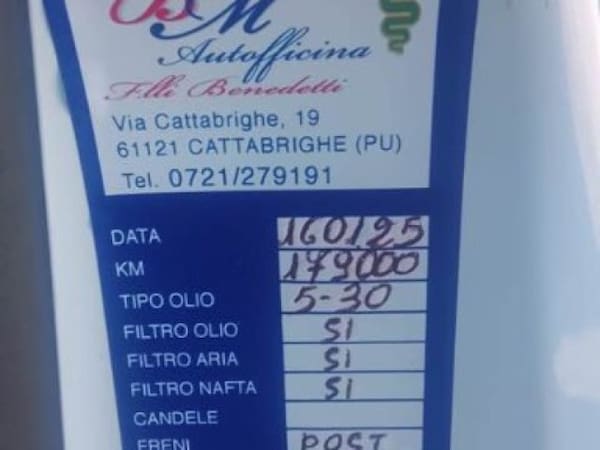 BM
Autofficina
F.lli Benedetti
Via Cattabrighe, 19
61121 CATTABRIGHE (PU)
Tel. 0721/279191
DATA 160125
KM 179000
TIPO OLIO 5-30
FILTRO OLIO SI
FILTRO ARIA SI
FILTRO NAFTA SI
CANDELE
FRENI POST